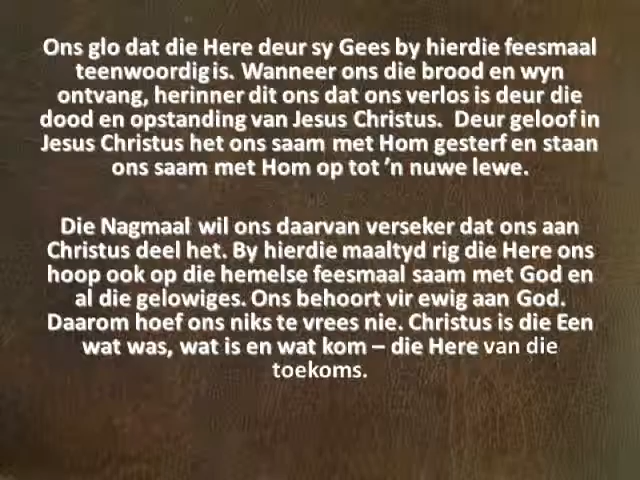 Ons glo dat die Here deur sy Gees by hierdie feesmaal
teenwoordig is. Wanneer ons die brood en wyn
ontvang, herinner dit ons dat ons verlos is deur die
dood en opstanding van Jesus Christus. Deur geloof in
Jesus Christus het ons saam met Hom gesterf en staan
ons saam met Hom op tot ’n nuwe lewe.
Die Nagmaal wil ons daarvan verseker dat ons aan
Christus deel het. By hierdie maaltyd rig die Here ons
hoop ook op die hemelse feesmaal saam met God en
al die gelowiges. Ons behoort vir ewig aan God.
Daarom hoef ons niks te vrees nie. Christus is die Een
wat was, wat is en wat kom – die Here van die
toekoms.